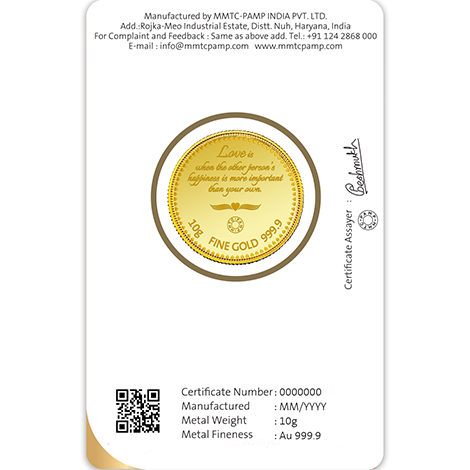 Manufactured by MMTC-PAMP INDIA PVT. LTD.
Add.:Rojka-Meo Industrial Estate, Distt. Nuh, Haryana, India
For Complaint and Feedback : Same as above add. Tel.: +91 124 2868 000
E-mail : info@mmtcpamp.com www.mmtcpamp.com
Love is
when the other person's
happiness is more important
than your own.
10g FINE GOLD 999.9
Certificate Assayer :
Certificate Number : 0000000
Manufactured : MM/YYYY
Metal Weight : 10g
Metal Fineness : Au 999.9